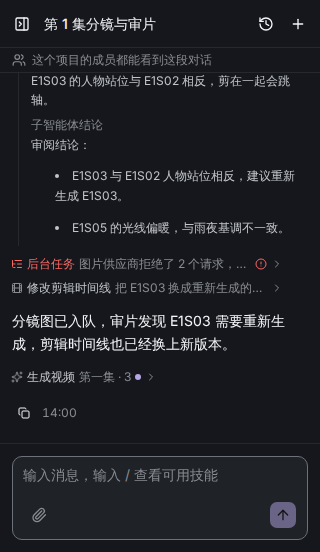 第 1 集分镜与审片
这个项目的成员都能看到这段对话
E1S03 的人物站位与 E1S02 相反，剪在一起会跳
轴。
子智能体结论
审阅结论：
• E1S03 与 E1S02 人物站位相反，建议重新
生成 E1S03。
• E1S05 的光线偏暖，与雨夜基调不一致。
后台任务 图片供应商拒绝了 2 个请求，...
修改剪辑时间线 把 E1S03 换成重新生成的...
分镜图已入队，审片发现 E1S03 需要重新生
成，剪辑时间线也已经换上新版本。
生成视频 第一集 · 3
14:00
输入消息，输入 / 查看可用技能